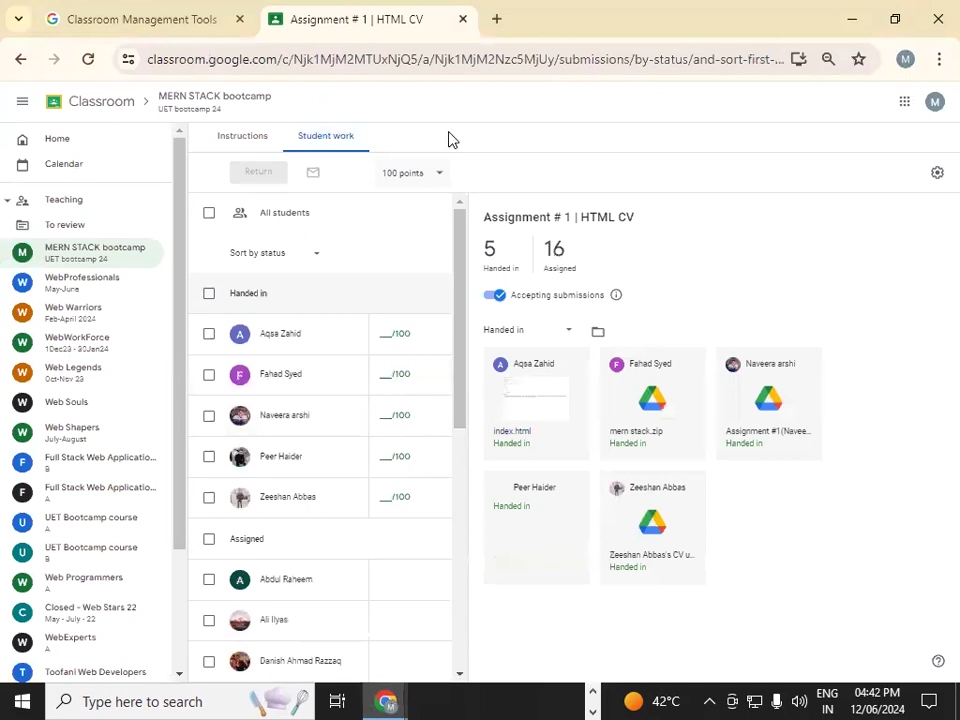 Classroom Management Tools
Assignment # 1 | HTML CV
classroom.google.com/c/Njk1MjM2MTUxNjQ5/a/Njk1MjM2Nzc5MjUy/submissions/by-status/and-sort-first-...
M
Classroom
MERN STACK bootcamp
UET bootcamp 24
M
Home
Calendar
Teaching
To review
M
MERN STACK bootcamp
UET bootcamp 24
W
WebProfessionals
May-June
W
Web Warriors
Feb-April 2024
W
WebWorkForce
1Dec23 - 30Jan24
W
Web Legends
Oct-Nov 23
W
Web Souls
W
Web Shapers
July-August
F
Full Stack Web Applicatio...
B
F
Full Stack Web Applicatio...
A
U
UET Bootcamp course
A
U
UET Bootcamp course
B
W
Web Programmers
A
C
Closed - Web Stars 22
May - July - 22
W
WebExperts
A
T
Toofani Web Developers
Instructions
Student work
Return
100 points
All students
Sort by status
Handed in
A
Aqsa Zahid
__/100
F
Fahad Syed
__/100
Naveera arshi
__/100
Peer Haider
__/100
Zeeshan Abbas
__/100
Assigned
A
Abdul Raheem
Ali Ilyas
Danish Ahmad Razzaq
Assignment # 1 | HTML CV
5
Handed in
16
Assigned
Accepting submissions
Handed in
A
Aqsa Zahid
index.html
Handed in
F
Fahad Syed
mern stack.zip
Handed in
Naveera arshi
Assignment #1(Navee...
Handed in
Peer Haider
Handed in
Zeeshan Abbas
Zeeshan Abbas's CV u...
Handed in
Type here to search
M
42°C
ENG
IN
04:42 PM
12/06/2024